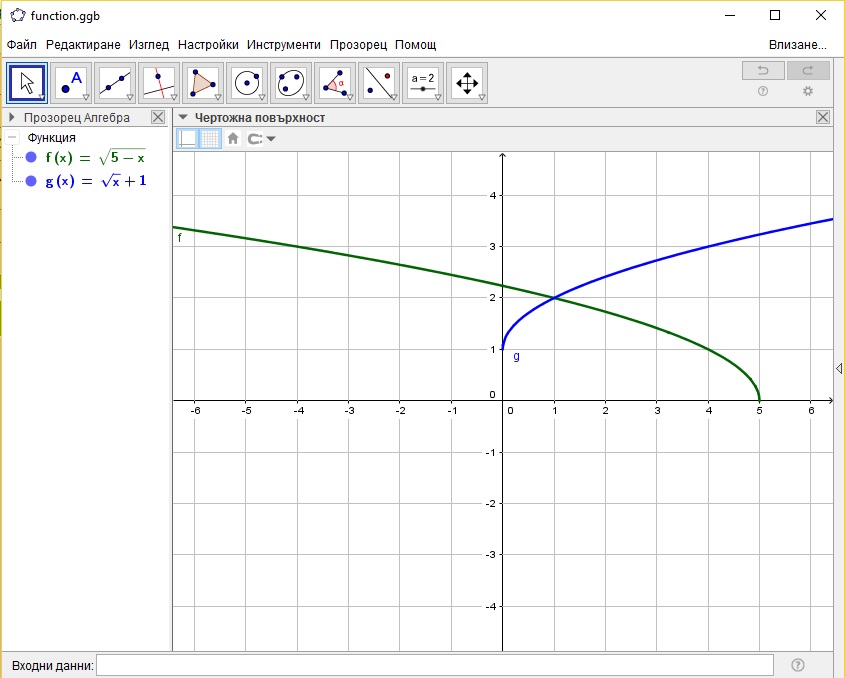 function.ggb
Файл Редактиране Изглед Настройки Инструменти Прозорец Помощ Влизане...
A α a = 2
Прозорец Алгебра
Чертожна повърхност
Функция
f(x) = √5 − x
g(x) = √x + 1
f
g
4
3
2
1
0
-1
-2
-3
-4
-6 -5 -4 -3 -2 -1 0 1 2 3 4 5 6
Входни данни: